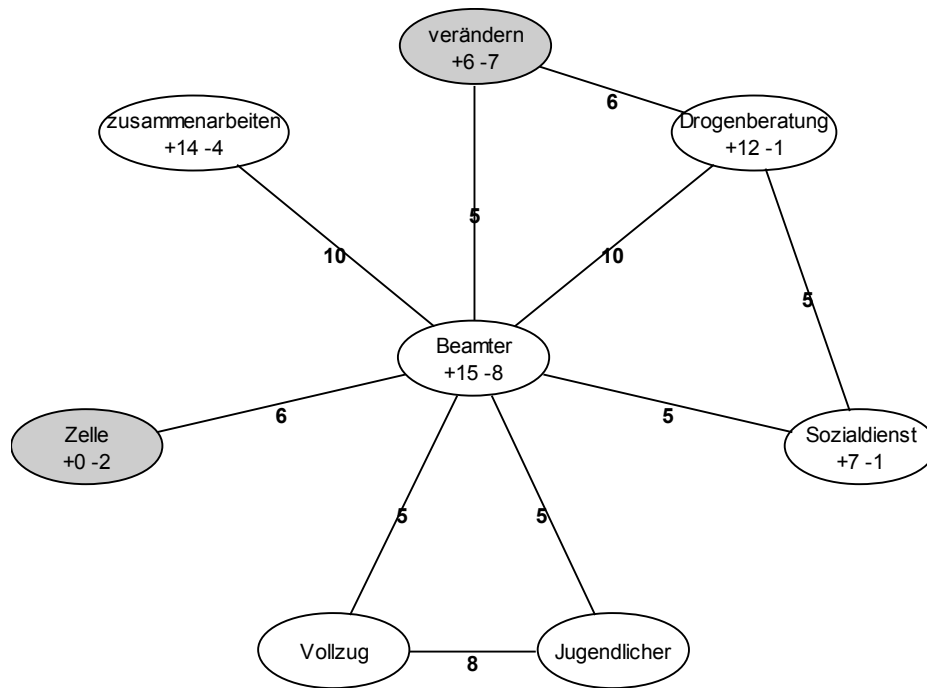 verändern
+6 -7
6
zusammenarbeiten
+14 -4
Drogenberatung
+12 -1
5
10
10
5
Beamter
+15 -8
6
5
Zelle
+0 -2
Sozialdienst
+7 -1
5
5
Vollzug
8
Jugendlicher